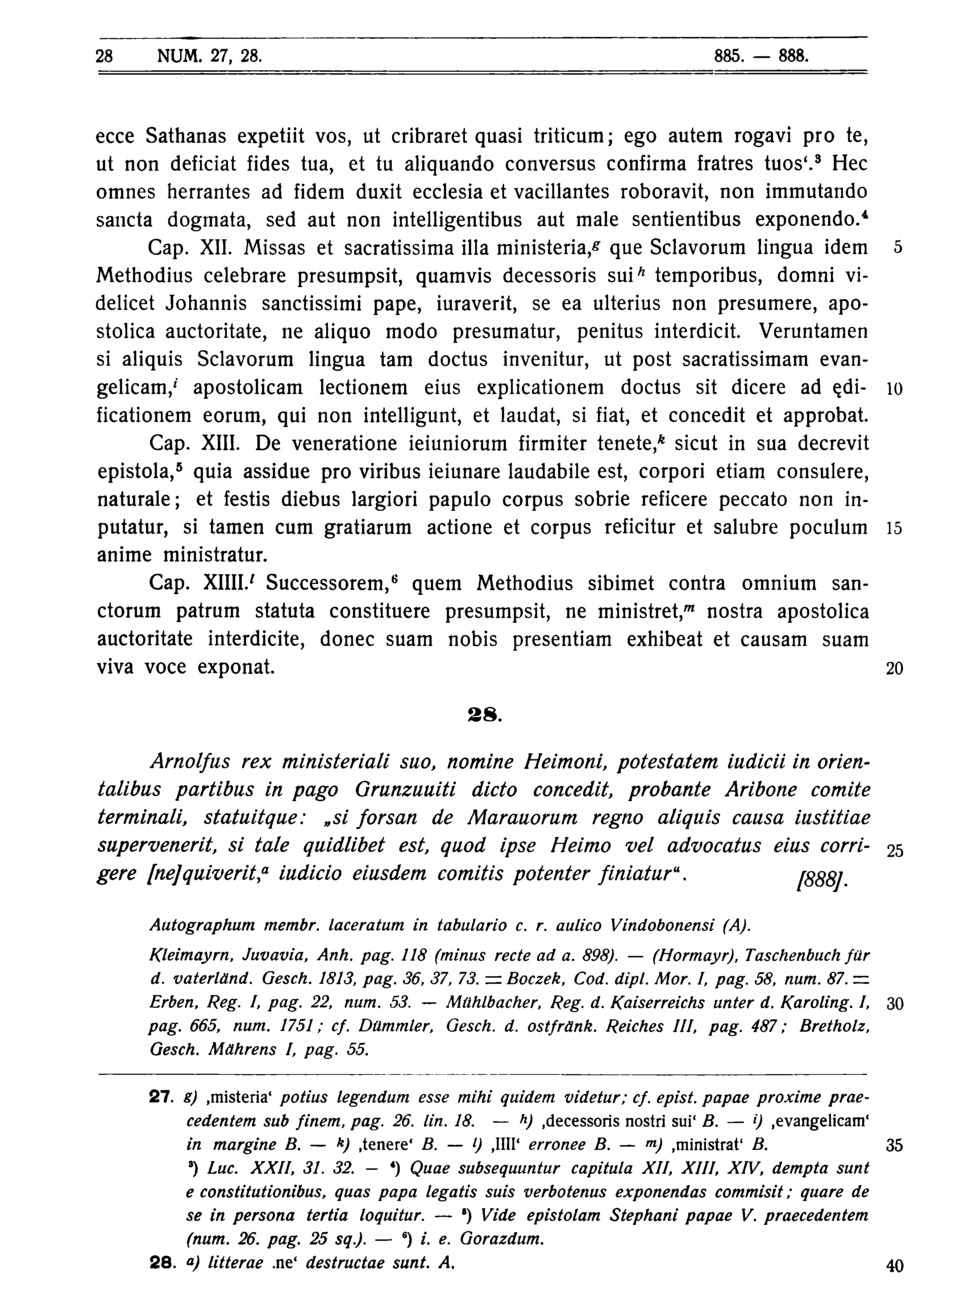 28 NUM. 27, 28. 885. — 888.
ecce Sathanas expetiit vos, ut cribraret quasi triticum; ego autem rogavi pro te,
ut non deficiat fides tua, et tu aliquando conversus confirma fratres tuos‘.³ Hec
omnes herrantes ad fidem duxit ecclesia et vacillantes roboravit, non immutando
sancta dogmata, sed aut non intelligentibus aut male sentientibus exponendo.⁴
Cap. XII. Missas et sacratissima illa ministeria,ᵍ que Sclavorum lingua idem 5
Methodius celebrare presumpsit, quamvis decessoris sui ʰ temporibus, domni vi-
delicet Johannis sanctissimi pape, iuraverit, se ea ulterius non presumere, apo-
stolica auctoritate, ne aliquo modo presumatur, penitus interdicit. Veruntamen
si aliquis Sclavorum lingua tam doctus invenitur, ut post sacratissimam evan-
gelicam,ⁱ apostolicam lectionem eius explicationem doctus sit dicere ad ędi- 10
ficationem eorum, qui non intelligunt, et laudat, si fiat, et concedit et approbat.
Cap. XIII. De veneratione ieiuniorum firmiter tenete,ᵏ sicut in sua decrevit
epistola,⁵ quia assidue pro viribus ieiunare laudabile est, corpori etiam consulere,
naturale; et festis diebus largiori papulo corpus sobrie reficere peccato non in-
putatur, si tamen cum gratiarum actione et corpus reficitur et salubre poculum 15
anime ministratur.
Cap. XIIII.ˡ Successorem,⁶ quem Methodius sibimet contra omnium san-
ctorum patrum statuta constituere presumpsit, ne ministret,ᵐ nostra apostolica
auctoritate interdicite, donec suam nobis presentiam exhibeat et causam suam
viva voce exponat. 20
28.
Arnolfus rex ministeriali suo, nomine Heimoni, potestatem iudicii in orien-
talibus partibus in pago Grunzuuiti dicto concedit, probante Aribone comite
terminali, statuitque: „si forsan de Marauorum regno aliquis causa iustitiae
supervenerit, si tale quidlibet est, quod ipse Heimo vel advocatus eius corri- 25
gere [ne]quiverit,ᵃ iudicio eiusdem comitis potenter finiatur“. [888].
Autographum membr. laceratum in tabulario c. r. aulico Vindobonensi (A).
Kleimayrn, Juvavia, Anh. pag. 118 (minus recte ad a. 898). — (Hormayr), Taschenbuch für
d. vaterländ. Gesch. 1813, pag. 36, 37, 73. = Boczek, Cod. dipl. Mor. I, pag. 58, num. 87. =
Erben, Reg. I, pag. 22, num. 53. — Mühlbacher, Reg. d. Kaiserreichs unter d. Karoling. I, 30
pag. 665, num. 1751; cf. Dümmler, Gesch. d. ostfränk. Reiches III, pag. 487; Bretholz,
Gesch. Mährens I, pag. 55.
27. g) ‚misteria‘ potius legendum esse mihi quidem videtur; cf. epist. papae proxime prae-
cedentem sub finem, pag. 26. lin. 18. — h) ‚decessoris nostri sui‘ B. — i) ‚evangelicam‘
in margine B. — k) ‚tenere‘ B. — l) ‚IIII‘ erronee B. — m) ‚ministrat‘ B. 35
³) Luc. XXII, 31. 32. — ⁴) Quae subsequuntur capitula XII, XIII, XIV, dempta sunt
e constitutionibus, quas papa legatis suis verbotenus exponendas commisit; quare de
se in persona tertia loquitur. — ⁵) Vide epistolam Stephani papae V. praecedentem
(num. 26. pag. 25 sq.). — ⁶) i. e. Gorazdum.
28. a) litterae ‚ne‘ destructae sunt. A. 40